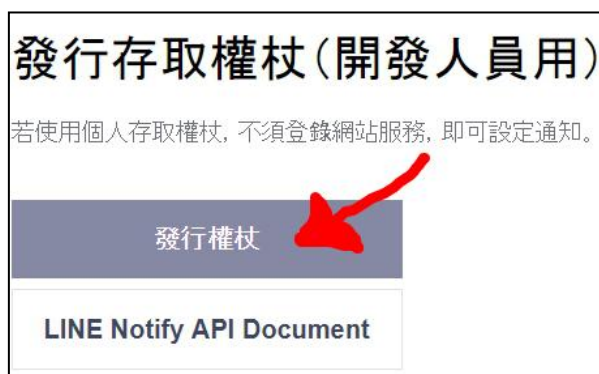 發行存取權杖(開發人員用)
若使用個人存取權杖, 不須登錄網站服務, 即可設定通知。
發行權杖
LINE Notify API Document